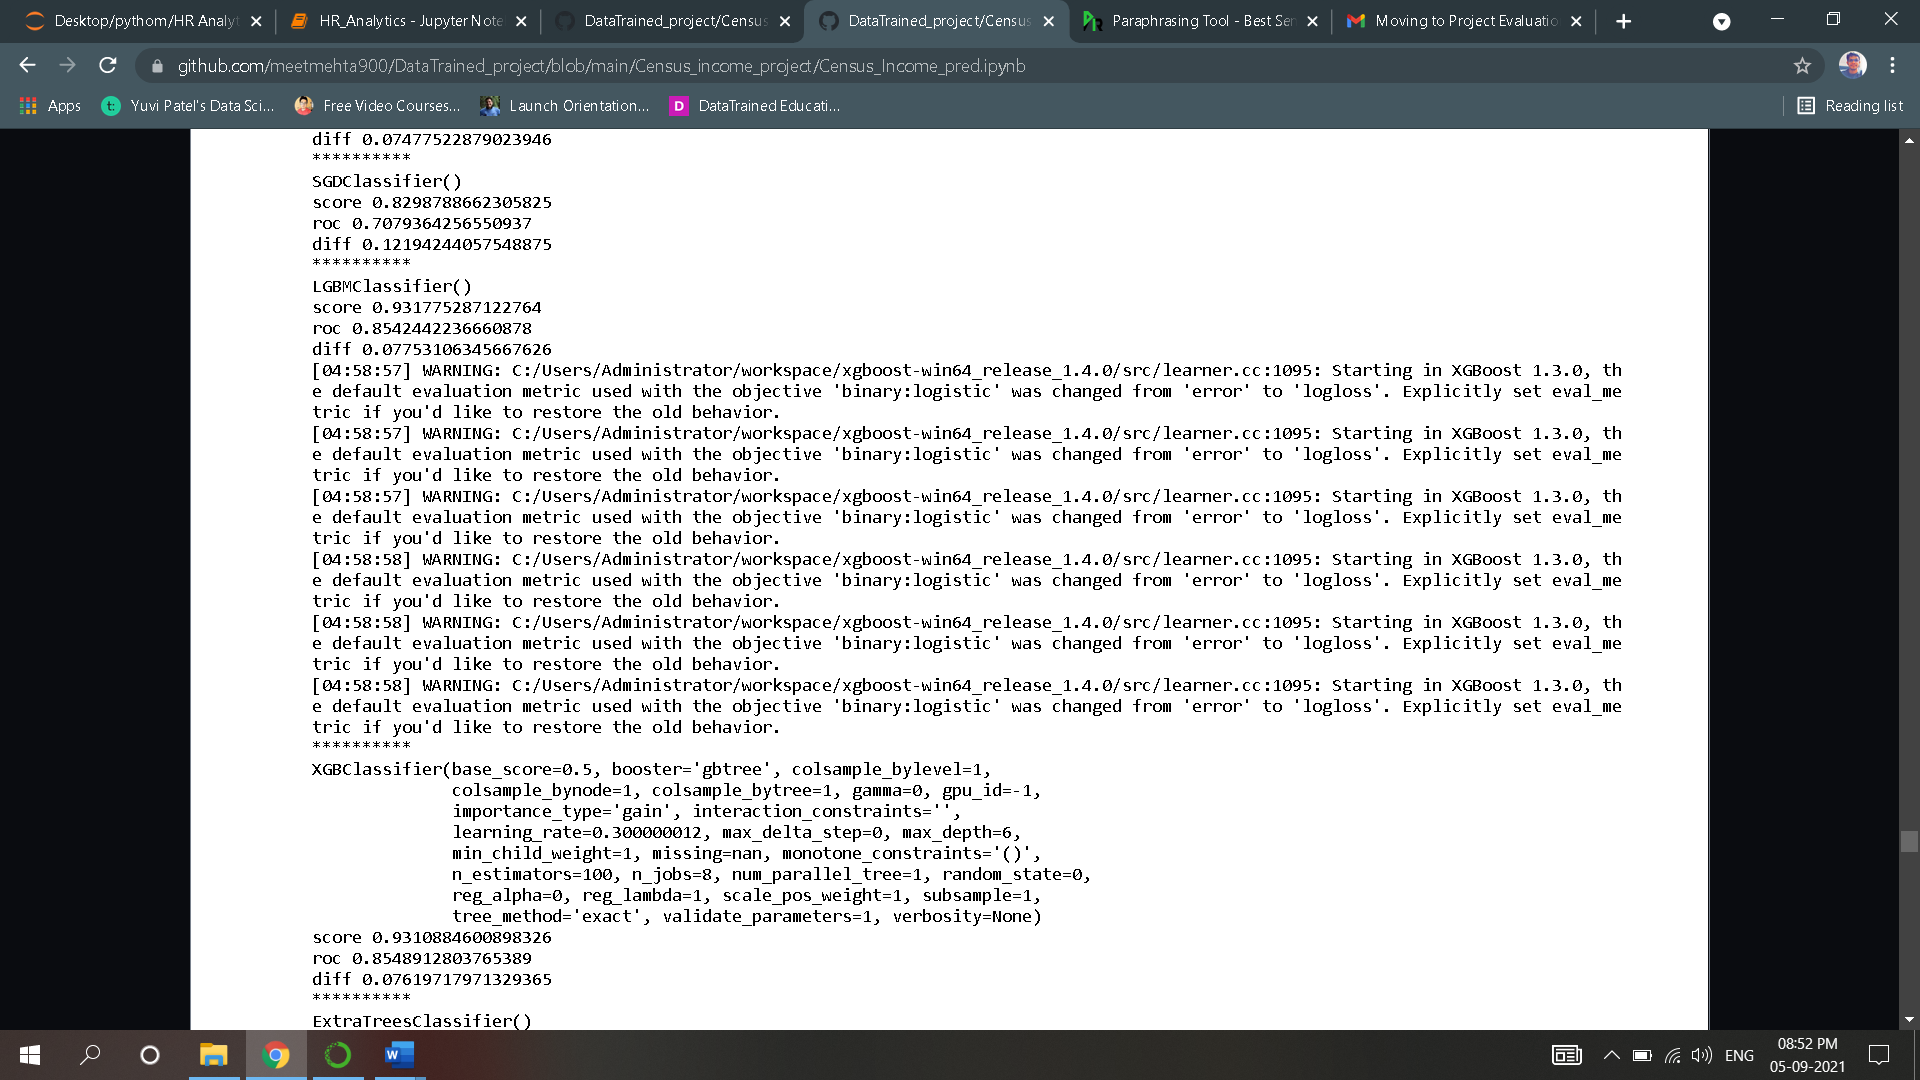 Desktop/pythom/HR Analyt
HR_Analytics - Jupyter Note
DataTrained_project/Census
DataTrained_project/Census
Paraphrasing Tool - Best Ser
Moving to Project Evaluatio
github.com/meetmehta900/DataTrained_project/blob/main/Census_income_project/Census_Income_pred.ipynb
Apps
Yuvi Patel's Data Sci...
Free Video Courses...
Launch Orientation...
D
DataTrained Educati...
Reading list
diff 0.07477522879023946
**********
SGDClassifier()
score 0.8298788662305825
roc 0.7079364256550937
diff 0.12194244057548875
**********
LGBMClassifier()
score 0.931775287122764
roc 0.8542442236660878
diff 0.07753106345667626
[04:58:57] WARNING: C:/Users/Administrator/workspace/xgboost-win64_release_1.4.0/src/learner.cc:1095: Starting in XGBoost 1.3.0, th
e default evaluation metric used with the objective 'binary:logistic' was changed from 'error' to 'logloss'. Explicitly set eval_me
tric if you'd like to restore the old behavior.
[04:58:57] WARNING: C:/Users/Administrator/workspace/xgboost-win64_release_1.4.0/src/learner.cc:1095: Starting in XGBoost 1.3.0, th
e default evaluation metric used with the objective 'binary:logistic' was changed from 'error' to 'logloss'. Explicitly set eval_me
tric if you'd like to restore the old behavior.
[04:58:57] WARNING: C:/Users/Administrator/workspace/xgboost-win64_release_1.4.0/src/learner.cc:1095: Starting in XGBoost 1.3.0, th
e default evaluation metric used with the objective 'binary:logistic' was changed from 'error' to 'logloss'. Explicitly set eval_me
tric if you'd like to restore the old behavior.
[04:58:58] WARNING: C:/Users/Administrator/workspace/xgboost-win64_release_1.4.0/src/learner.cc:1095: Starting in XGBoost 1.3.0, th
e default evaluation metric used with the objective 'binary:logistic' was changed from 'error' to 'logloss'. Explicitly set eval_me
tric if you'd like to restore the old behavior.
[04:58:58] WARNING: C:/Users/Administrator/workspace/xgboost-win64_release_1.4.0/src/learner.cc:1095: Starting in XGBoost 1.3.0, th
e default evaluation metric used with the objective 'binary:logistic' was changed from 'error' to 'logloss'. Explicitly set eval_me
tric if you'd like to restore the old behavior.
[04:58:58] WARNING: C:/Users/Administrator/workspace/xgboost-win64_release_1.4.0/src/learner.cc:1095: Starting in XGBoost 1.3.0, th
e default evaluation metric used with the objective 'binary:logistic' was changed from 'error' to 'logloss'. Explicitly set eval_me
tric if you'd like to restore the old behavior.
**********
XGBClassifier(base_score=0.5, booster='gbtree', colsample_bylevel=1,
colsample_bynode=1, colsample_bytree=1, gamma=0, gpu_id=-1,
importance_type='gain', interaction_constraints='',
learning_rate=0.300000012, max_delta_step=0, max_depth=6,
min_child_weight=1, missing=nan, monotone_constraints='()',
n_estimators=100, n_jobs=8, num_parallel_tree=1, random_state=0,
reg_alpha=0, reg_lambda=1, scale_pos_weight=1, subsample=1,
tree_method='exact', validate_parameters=1, verbosity=None)
score 0.9310884600898326
roc 0.8548912803765389
diff 0.07619717971329365
**********
ExtraTreesClassifier()
ENG
08:52 PM
05-09-2021